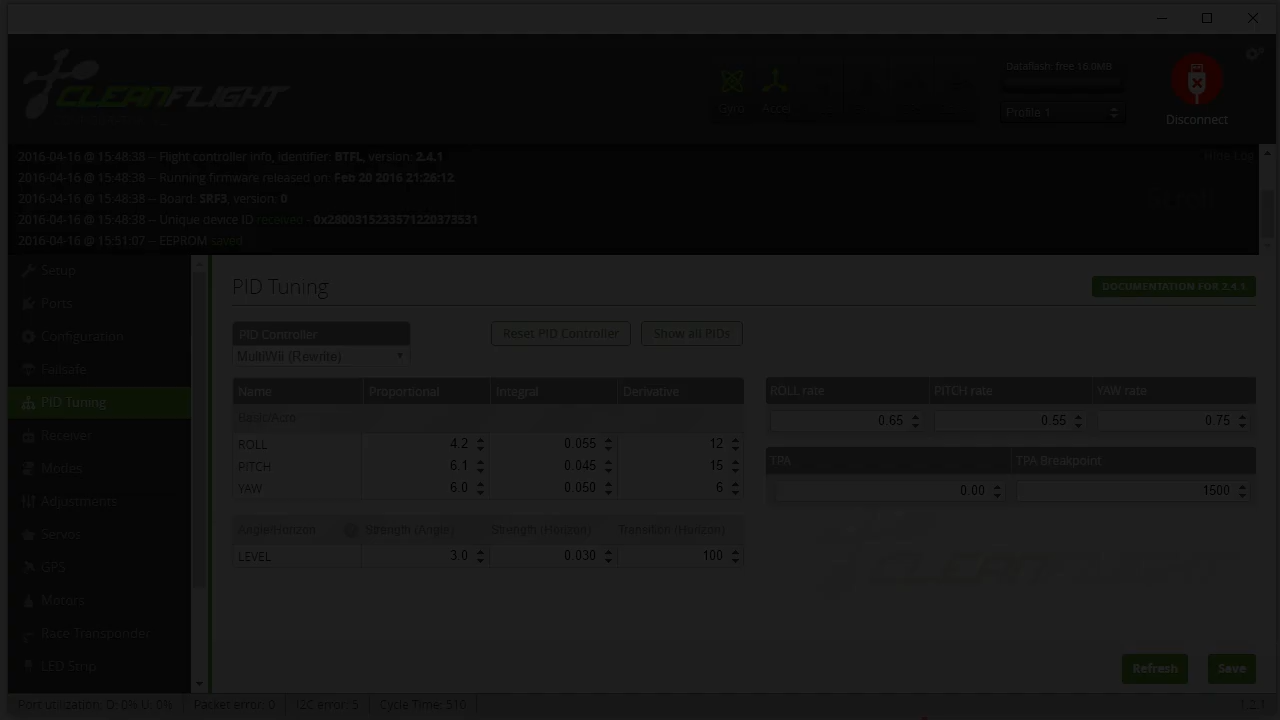 CLEANFLIGHT
Gyro Accel
Dataflash: free 16.0MB
Profile 1
Disconnect
2016-04-16 @ 15:48:38 -- Flight controller info, identifier: BTFL, version: 2.4.1
Hide Log
2016-04-16 @ 15:48:38 -- Running firmware released on: Feb 20 2016 21:26:12
2016-04-16 @ 15:48:38 -- Board: SRF3, version: 0
2016-04-16 @ 15:48:38 -- Unique device ID received - 0x2800315233571220373531
2016-04-16 @ 15:51:07 -- EEPROM saved
Setup
Ports
Configuration
Failsafe
PID Tuning
Receiver
Modes
Adjustments
Servos
GPS
Motors
Race Transponder
LED Strip
PID Tuning
DOCUMENTATION FOR 2.4.1
PID Controller
MultiWii (Rewrite)
Reset PID Controller Show all PIDs
Name Proportional Integral Derivative
Basic/Acro
ROLL 4.2 0.055 12
PITCH 6.1 0.045 15
YAW 6.0 0.050 6
Angle/Horizon Strength (Angle) Strength (Horizon) Transition (Horizon)
LEVEL 3.0 0.030 100
ROLL rate PITCH rate YAW rate
0.65 0.55 0.75
TPA TPA Breakpoint
0.00 1500
CLEANFLIGHT
Refresh Save
Port utilization: D: 0% U: 0% Packet error: 0 I2C error: 5 Cycle Time: 510
1.2.1